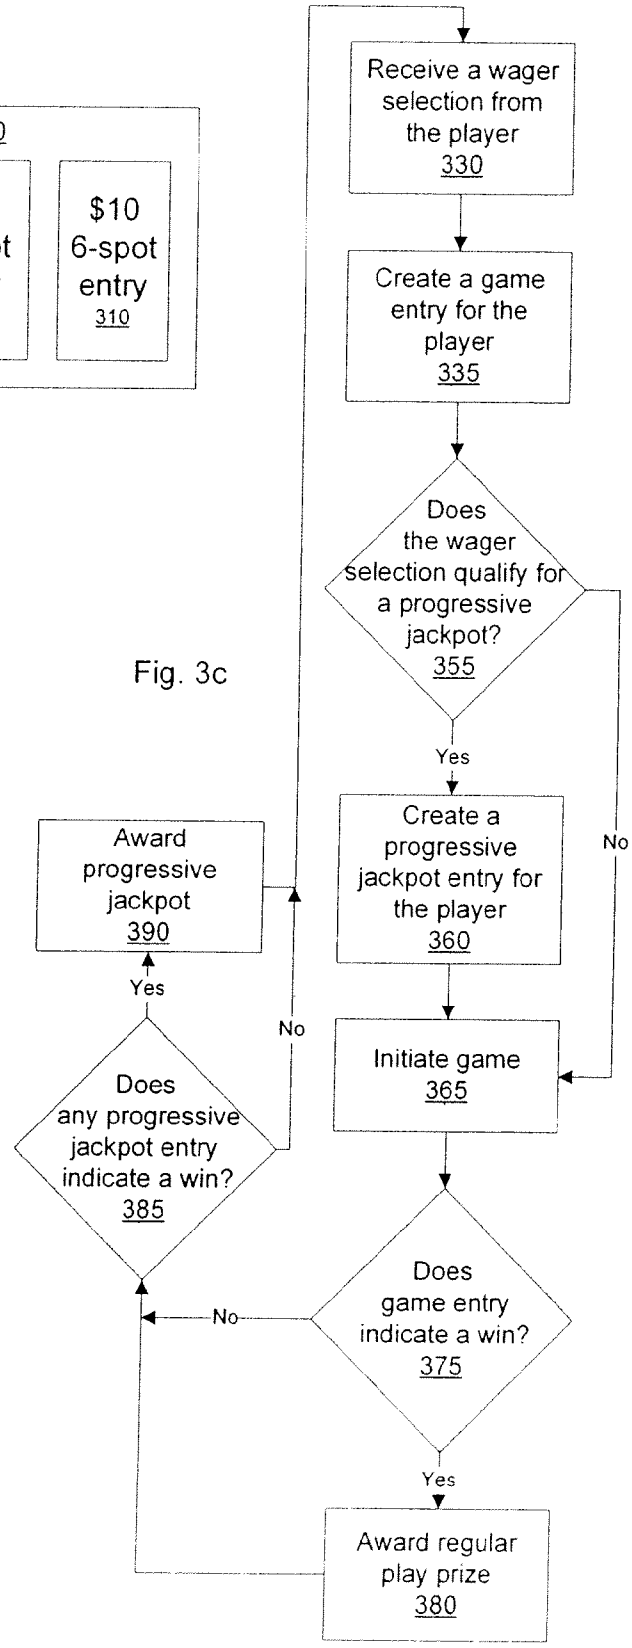 Receive a wager
selection from
the player
330
$10
6-spot
entry
310
Create a game
entry for the
player
335
Does
the wager
selection qualify for
a progressive
jackpot?
355
Fig. 3c
Yes
No
Create a
progressive
jackpot entry for
the player
360
Award
progressive
jackpot
390
Yes
No
Initiate game
365
Does
any progressive
jackpot entry
indicate a win?
385
Does
game entry
indicate a win?
375
No
Yes
Award regular
play prize
380